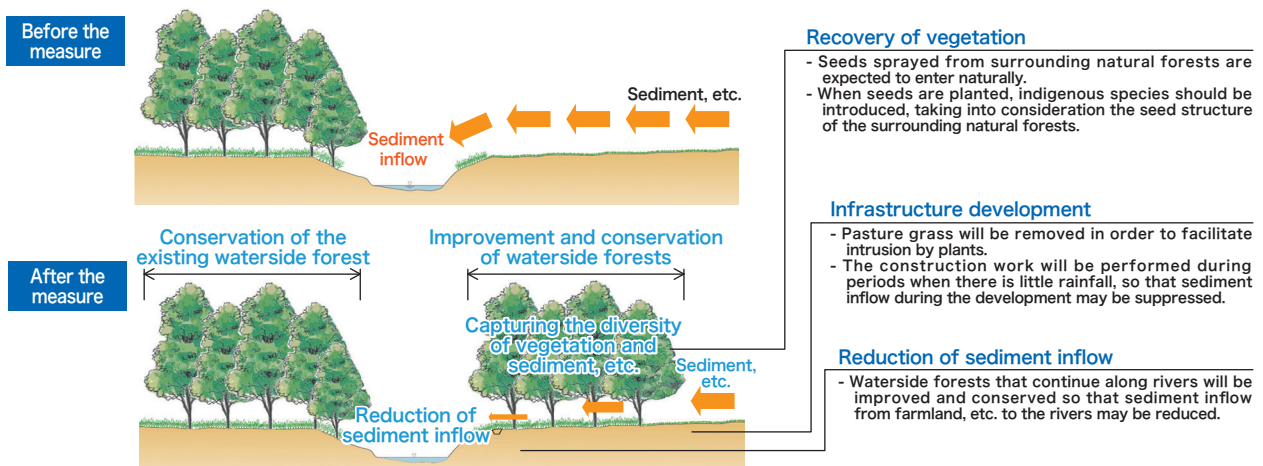 Before the
measure
Sediment, etc.
Sediment
inflow
Recovery of vegetation
- Seeds sprayed from surrounding natural forests are
expected to enter naturally.
- When seeds are planted, indigenous species should be
introduced, taking into consideration the seed structure
of the surrounding natural forests.
After the
measure
Conservation of the
existing waterside forest
Improvement and conservation
of waterside forests
Capturing the diversity
of vegetation and
sediment, etc.
Sediment,
etc.
Reduction of
sediment inflow
Infrastructure development
- Pasture grass will be removed in order to facilitate
intrusion by plants.
- The construction work will be performed during
periods when there is little rainfall, so that sediment
inflow during the development may be suppressed.
Reduction of sediment inflow
- Waterside forests that continue along rivers will be
improved and conserved so that sediment inflow
from farmland, etc. to the rivers may be reduced.